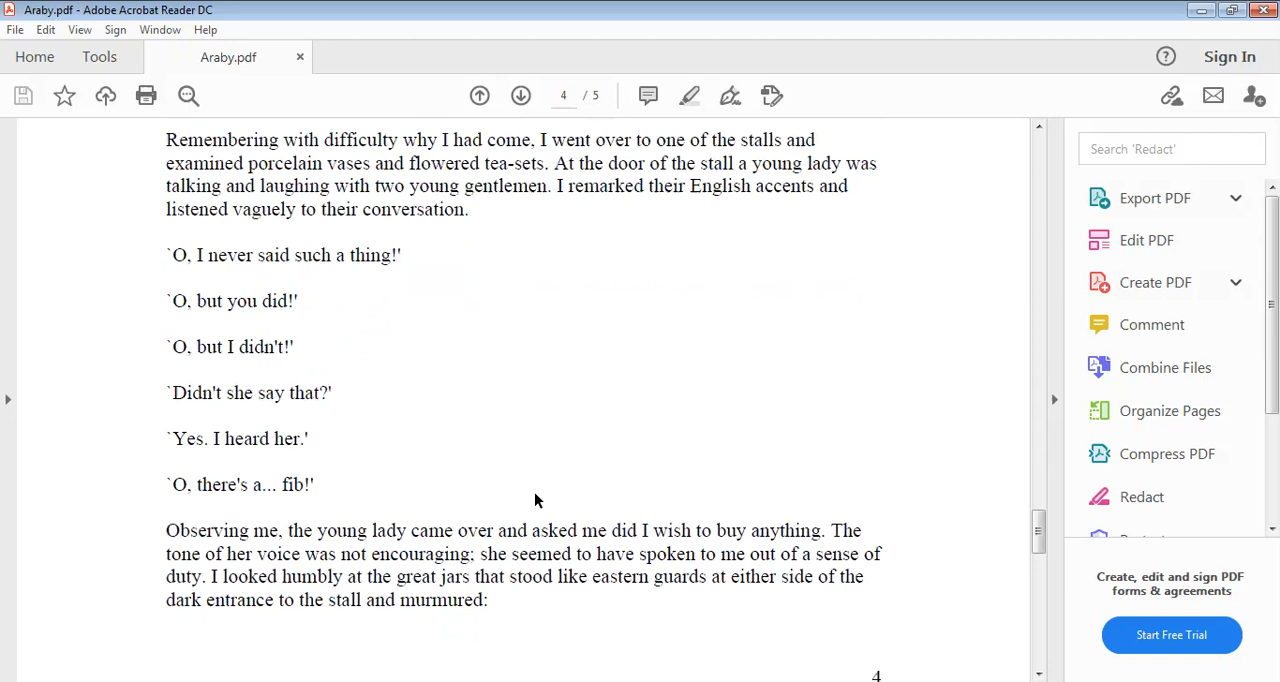 Araby.pdf - Adobe Acrobat Reader DC
File Edit View Sign Window Help
Home Tools Araby.pdf × ? Sign In
4 / 5
Remembering with difficulty why I had come, I went over to one of the stalls and
examined porcelain vases and flowered tea-sets. At the door of the stall a young lady was
talking and laughing with two young gentlemen. I remarked their English accents and
listened vaguely to their conversation.
`O, I never said such a thing!'
`O, but you did!'
`O, but I didn't!'
`Didn't she say that?'
`Yes. I heard her.'
`O, there's a... fib!'
Observing me, the young lady came over and asked me did I wish to buy anything. The
tone of her voice was not encouraging; she seemed to have spoken to me out of a sense of
duty. I looked humbly at the great jars that stood like eastern guards at either side of the
dark entrance to the stall and murmured:
4
Search 'Redact'
Export PDF
Edit PDF
Create PDF
Comment
Combine Files
Organize Pages
Compress PDF
Redact
Create, edit and sign PDF
forms & agreements
Start Free Trial